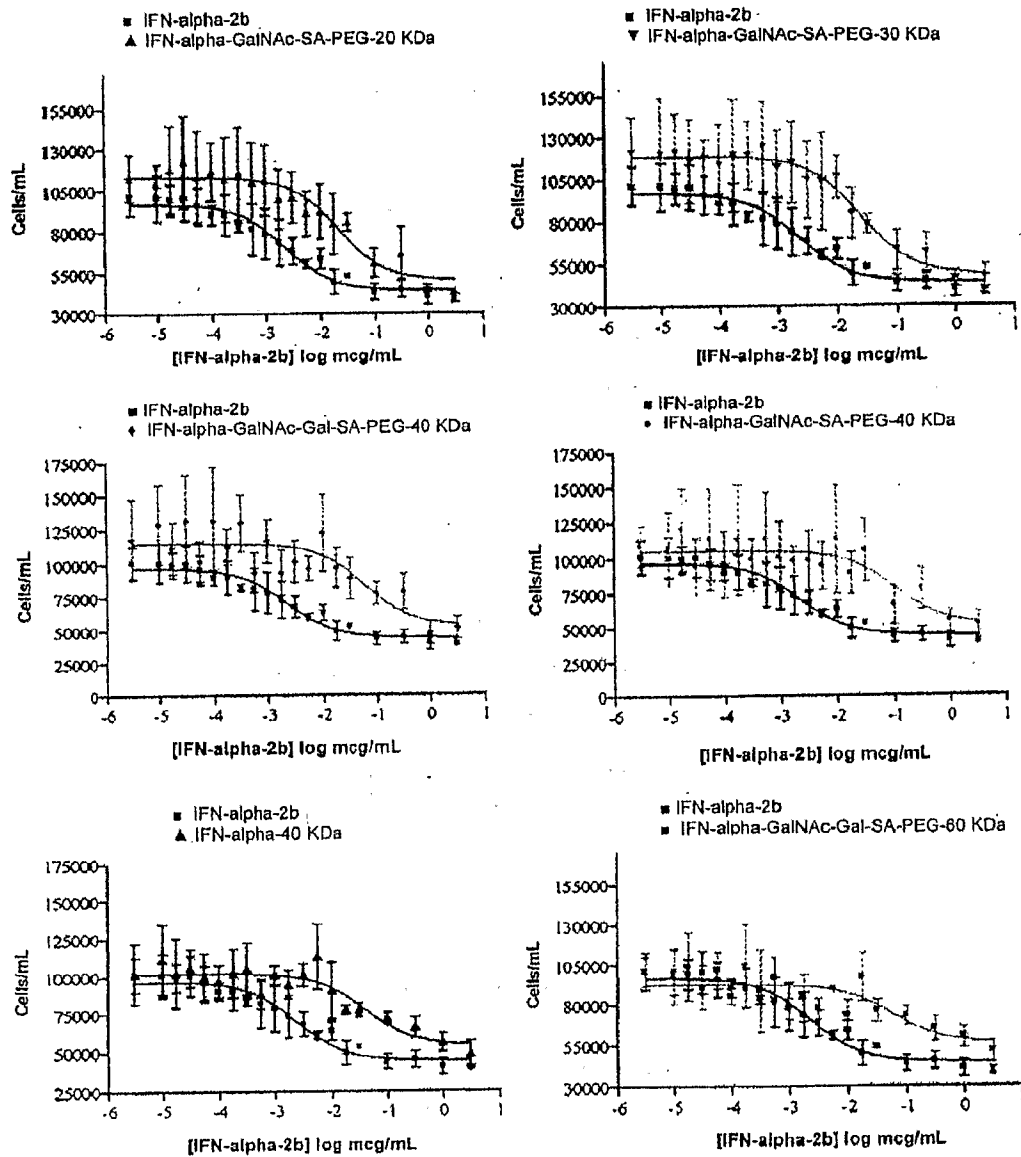 IFN-alpha-2b
IFN-alpha-GalNAc-SA-PEG-20 KDa
155000
130000
105000
80000
55000
30000
Cells/mL
-6 -5 -4 -3 -2 -1 0 1
[IFN-alpha-2b] log mcg/mL
IFN-alpha-2b
IFN-alpha-GalNAc-SA-PEG-30 KDa
155000
130000
105000
80000
55000
30000
Cells/mL
-6 -5 -4 -3 -2 -1 0 1
[IFN-alpha-2b] log mcg/mL
IFN-alpha-2b
IFN-alpha-GalNAc-Gal-SA-PEG-40 KDa
175000
150000
125000
100000
75000
50000
25000
0
Cells/mL
-6 -5 -4 -3 -2 -1 0 1
[IFN-alpha-2b] log mcg/mL
IFN-alpha-2b
IFN-alpha-GalNAc-SA-PEG-40 KDa
175000
150000
125000
100000
75000
50000
25000
0
Cells/mL
-6 -5 -4 -3 -2 -1 0 1
[IFN-alpha-2b] log mcg/mL
IFN-alpha-2b
IFN-alpha-40 KDa
175000
150000
125000
100000
75000
50000
25000
Cells/mL
-6 -5 -4 -3 -2 -1 0 1
[IFN-alpha-2b] log mcg/mL
IFN-alpha-2b
IFN-alpha-GalNAc-Gal-SA-PEG-60 KDa
155000
130000
105000
80000
55000
30000
Cells/mL
-6 -5 -4 -3 -2 -1 0 1
[IFN-alpha-2b] log mcg/mL